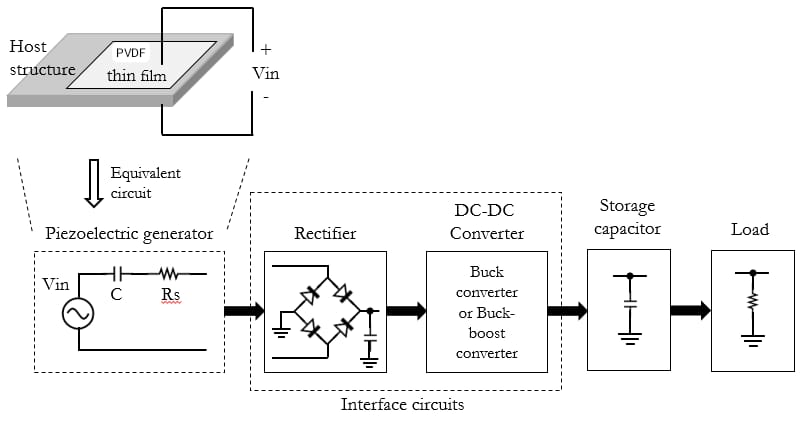 Host
structure
PVDF
thin film
+
Vin
-
Equivalent
circuit
Piezoelectric generator
Vin
C
Rs
Rectifier
DC-DC
Converter
Buck
converter
or Buck-
boost
converter
Storage
capacitor
Load
Interface circuits